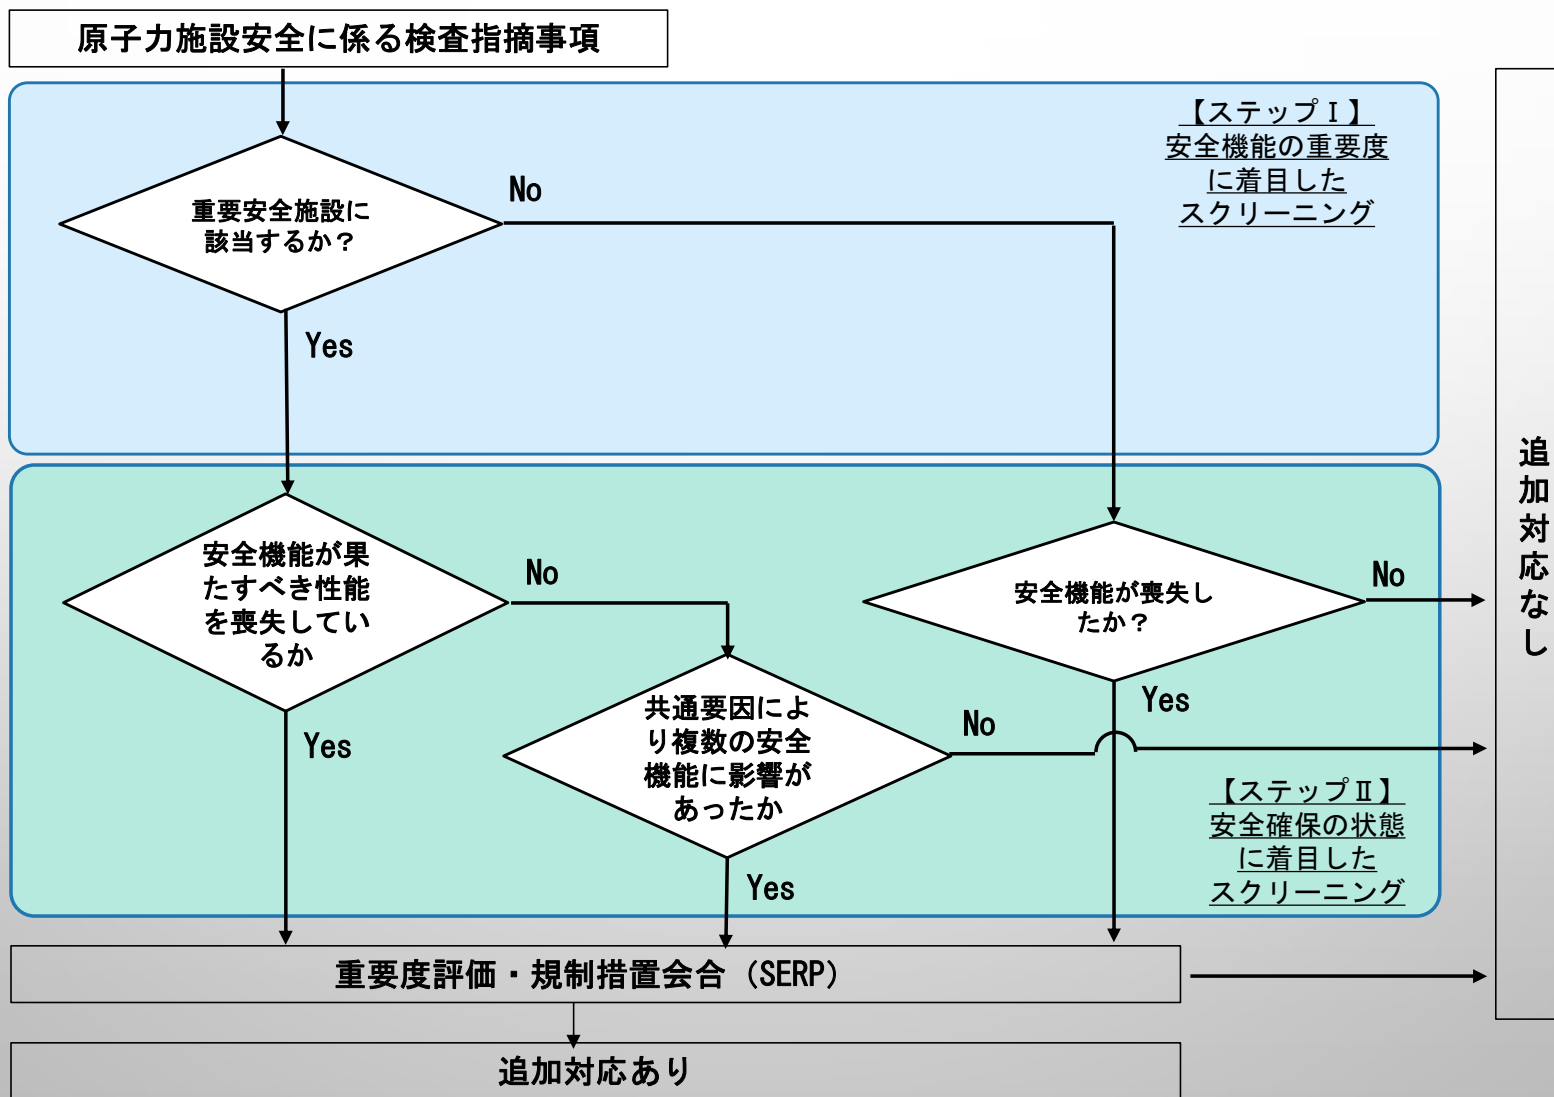 原子力施設安全に係る検査指摘事項
【ステップⅠ】
安全機能の重要度
に着目した
スクリーニング
重要安全施設に
該当するか？
No
Yes
安全機能が果
たすべき性能
を喪失してい
るか
No
Yes
共通要因によ
り複数の安全
機能に影響が
あったか
No
Yes
安全機能が喪失し
たか？
No
Yes
【ステップⅡ】
安全確保の状態
に着目した
スクリーニング
重要度評価・規制措置会合（SERP）
追加対応あり
追加対応なし